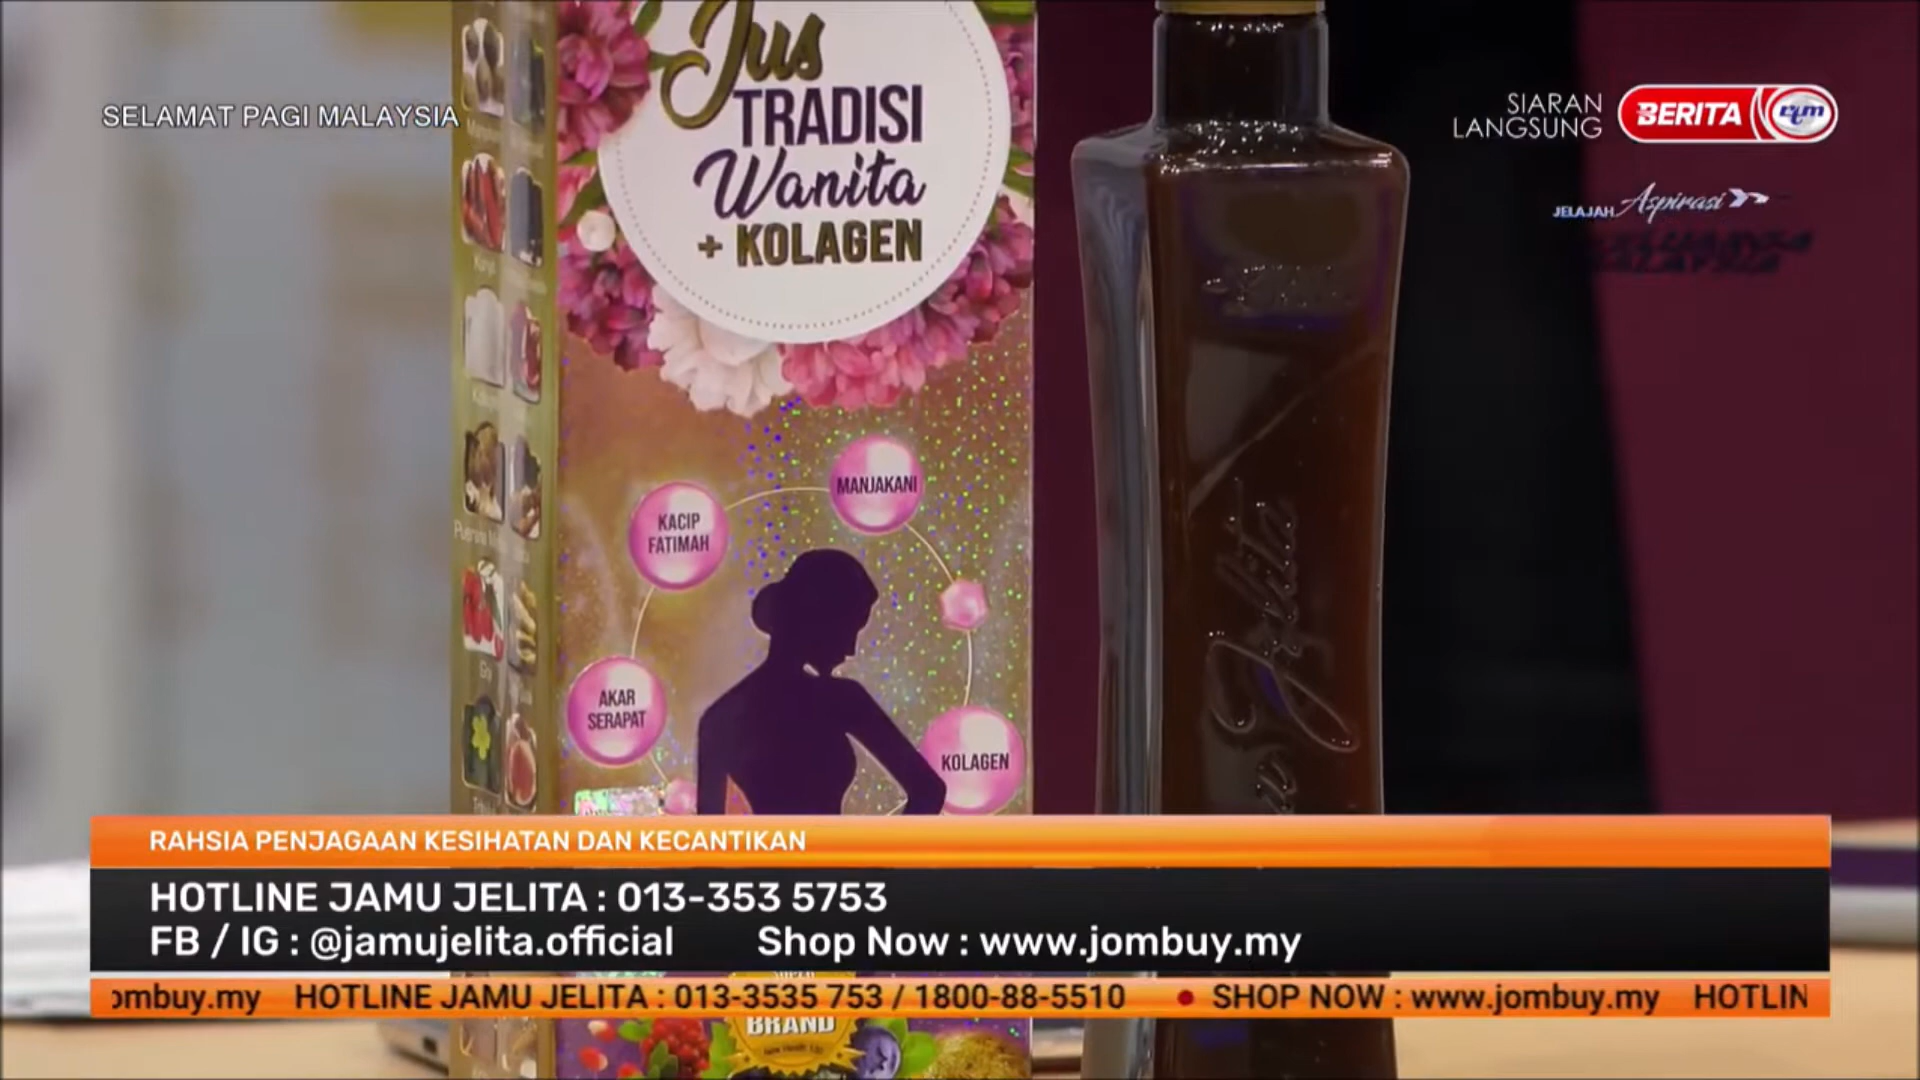 SELAMAT PAGI MALAYSIA
SIARAN
LANGSUNG
BERITA rtm
JELAJAH Aspirasi
Jus
TRADISI
Wanita
+ KOLAGEN
MANJAKANI
KACIP
FATIMAH
AKAR
SERAPAT
KOLAGEN
Jelita
RAHSIA PENJAGAAN KESIHATAN DAN KECANTIKAN
HOTLINE JAMU JELITA : 013-353 5753
FB / IG : @jamujelita.official Shop Now : www.jombuy.my
ombuy.my HOTLINE JAMU JELITA : 013-3535 753 / 1800-88-5510 • SHOP NOW : www.jombuy.my HOTLIN
BRAND